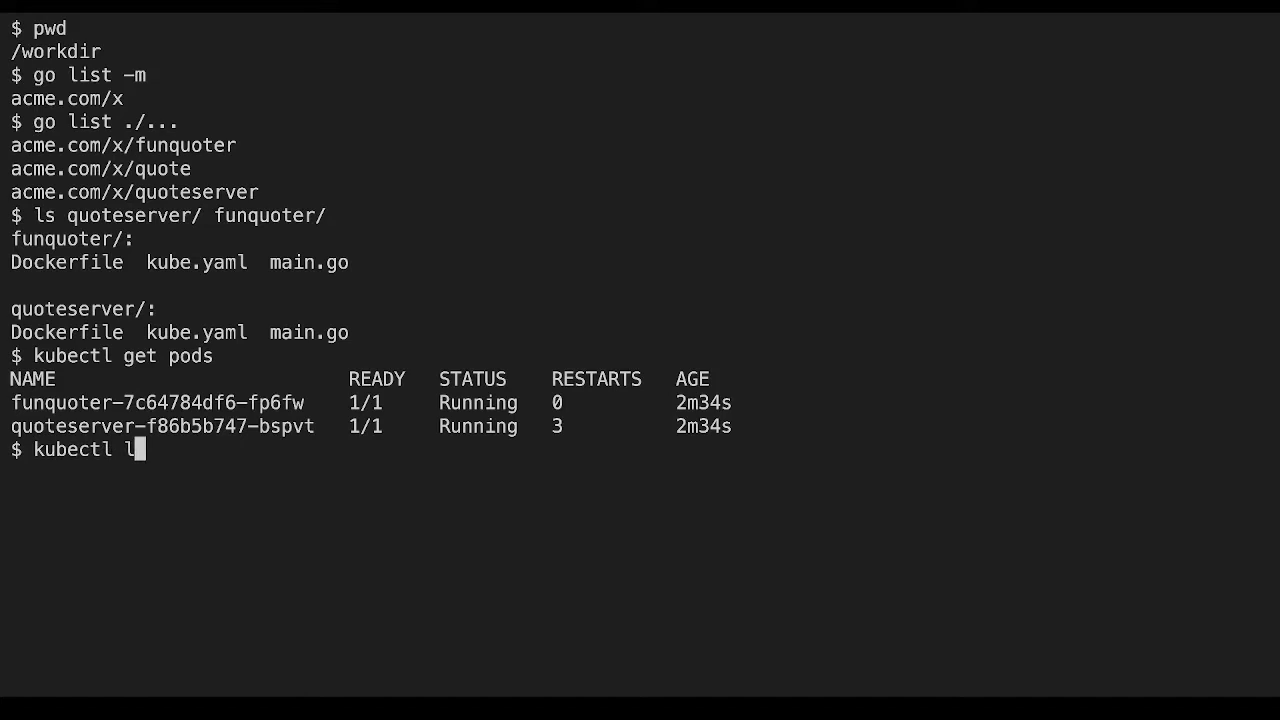 $ pwd
/workdir
$ go list -m
acme.com/x
$ go list ./...
acme.com/x/funquoter
acme.com/x/quote
acme.com/x/quoteserver
$ ls quoteserver/ funquoter/
funquoter/:
Dockerfile  kube.yaml  main.go
quoteserver/:
Dockerfile  kube.yaml  main.go
$ kubectl get pods
NAME                          READY   STATUS    RESTARTS   AGE
funquoter-7c64784df6-fp6fw    1/1     Running   0          2m34s
quoteserver-f86b5b747-bspvt   1/1     Running   3          2m34s
$ kubectl l